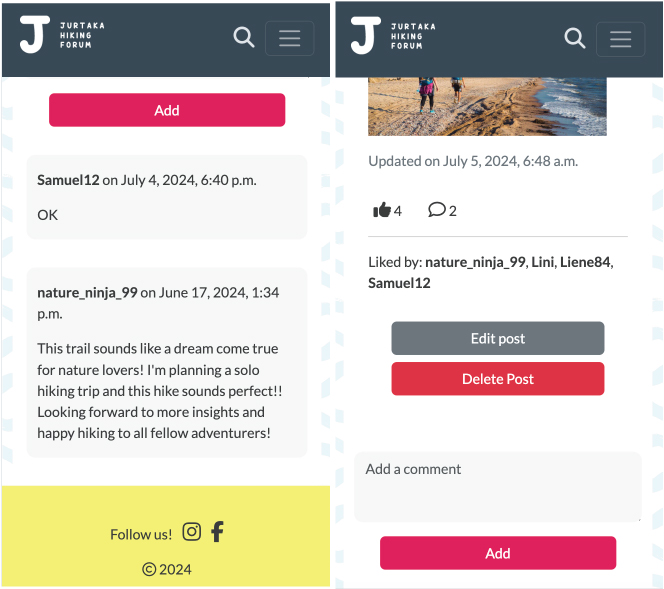 JURTAKA
HIKING
FORUM
Add
Samuel12 on July 4, 2024, 6:40 p.m.
OK
nature_ninja_99 on June 17, 2024, 1:34
p.m.
This trail sounds like a dream come true
for nature lovers! I'm planning a solo
hiking trip and this hike sounds perfect!!
Looking forward to more insights and
happy hiking to all fellow adventurers!
Follow us!
© 2024
JURTAKA
HIKING
FORUM
Updated on July 5, 2024, 6:48 a.m.
4 2
Liked by: nature_ninja_99, Lini, Liene84,
Samuel12
Edit post
Delete Post
Add a comment
Add